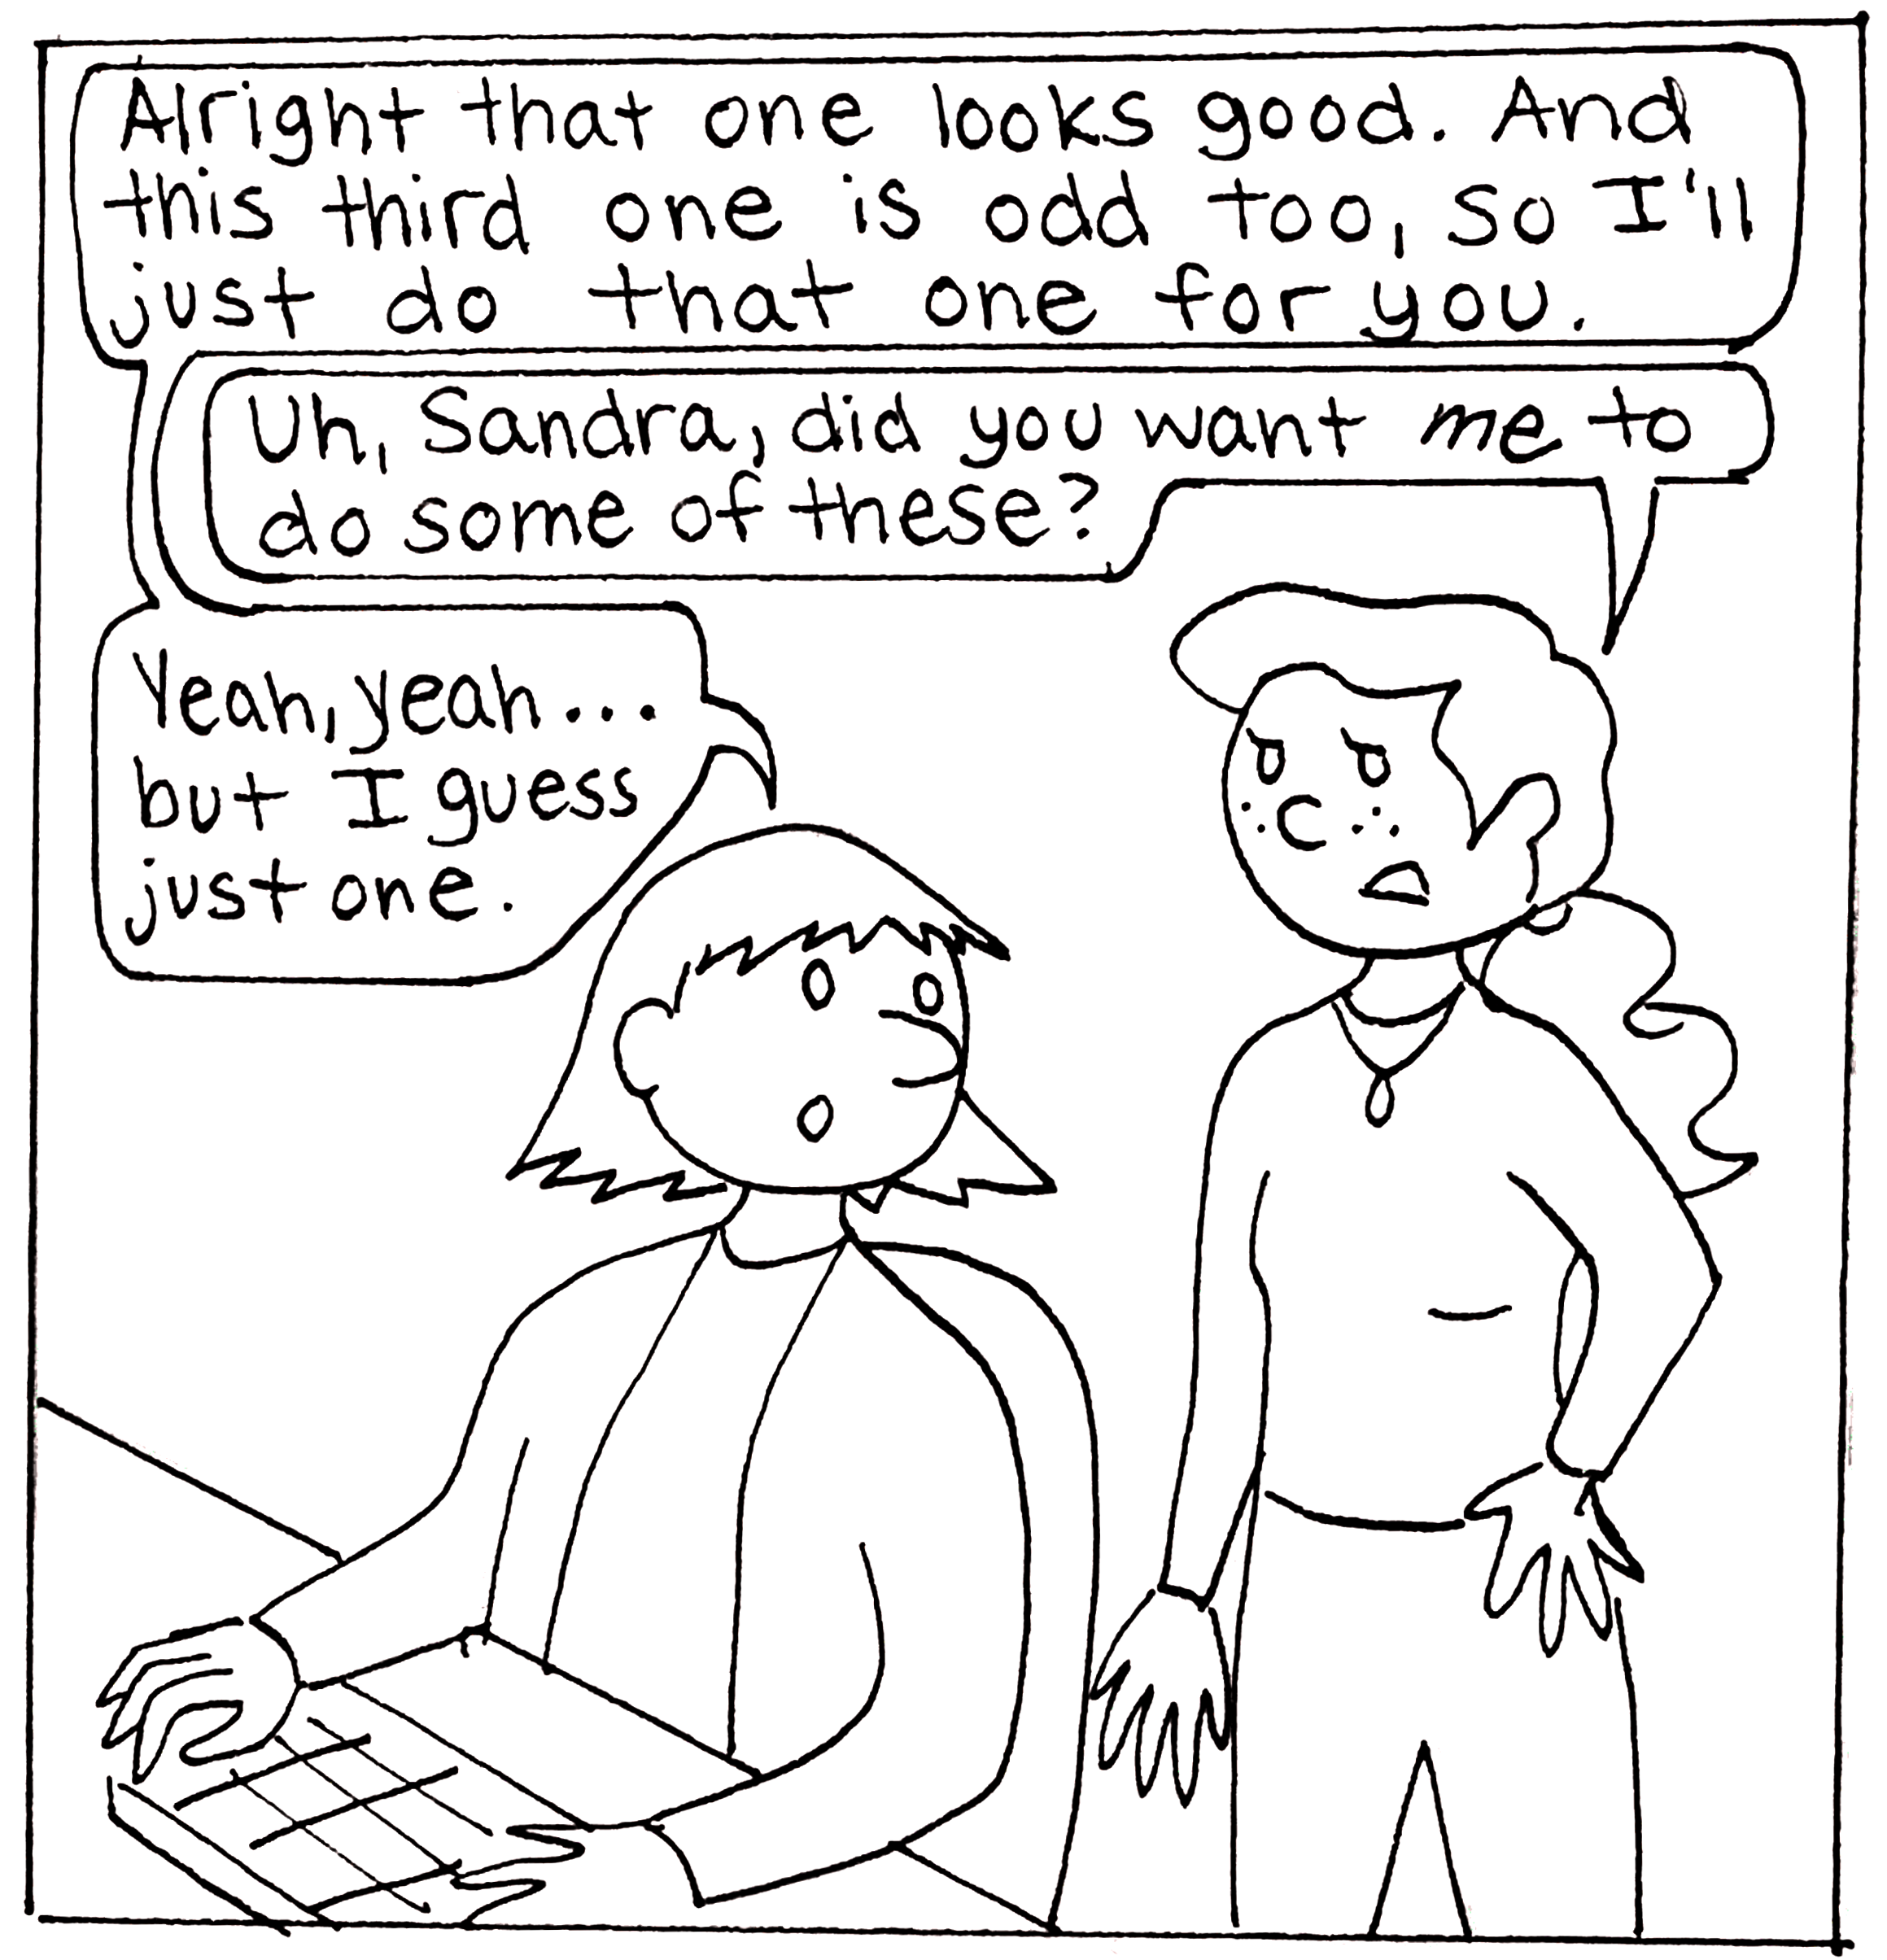 Alright that one looks good. And
this third one is odd too, so I'll
just do that one for you.
Uh, Sandra, did you want me to
do some of these?
Yeah, yeah...
but I guess
just one.